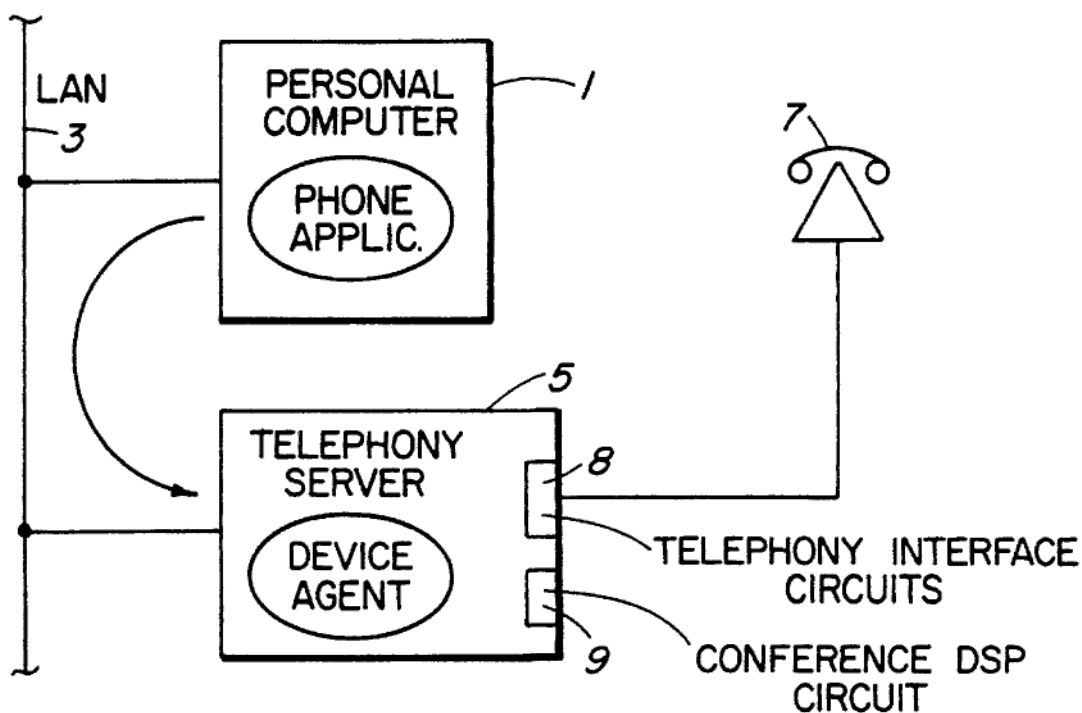 LAN
3
PERSONAL
COMPUTER
1
PHONE
APPLIC.
7
5
TELEPHONY
SERVER
8
DEVICE
AGENT
9
TELEPHONY INTERFACE
CIRCUITS
CONFERENCE DSP
CIRCUIT